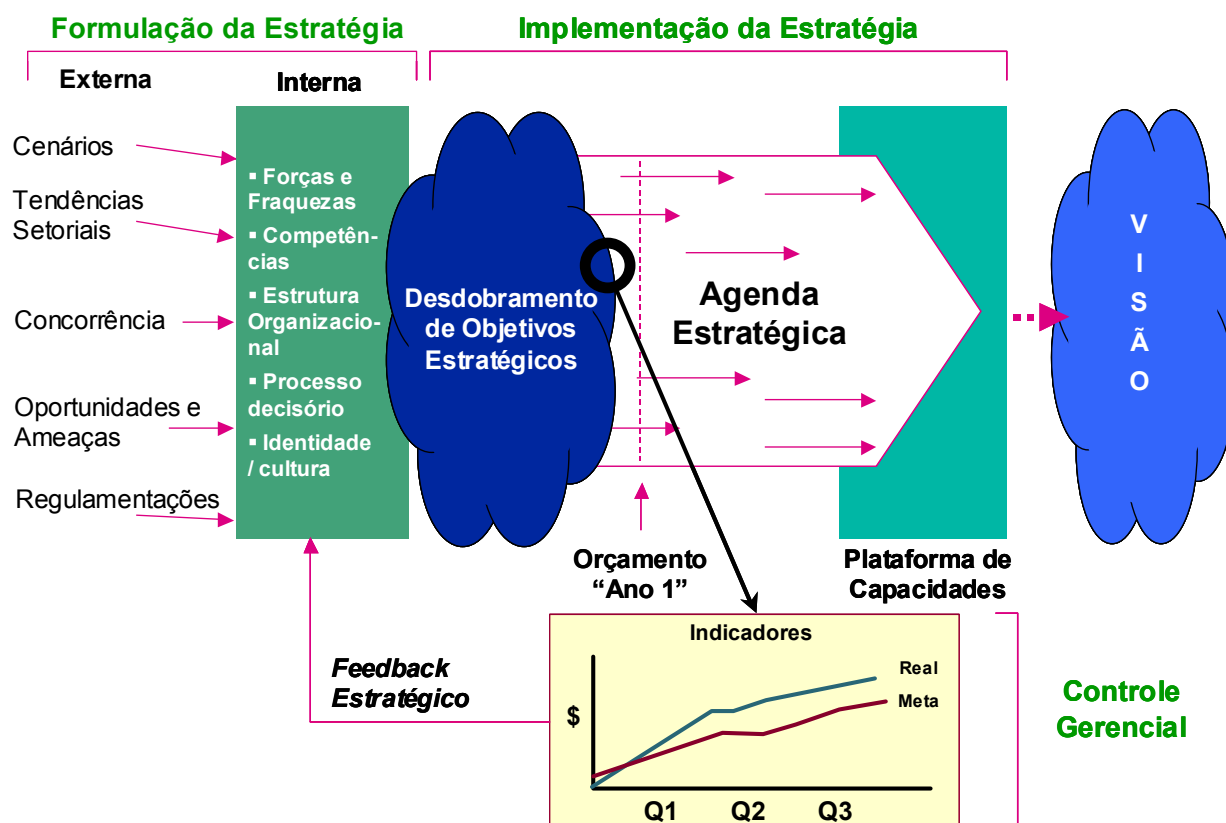 Formulação da Estratégia
Implementação da Estratégia
Externa
Interna
Cenários
Tendências
Setoriais
Concorrência
Oportunidades e
Ameaças
Regulamentações
▪ Forças e
Fraquezas
▪ Competên-
cias
▪ Estrutura
Organizacio-
nal
▪ Processo
decisório
▪ Identidade
/ cultura
Desdobramento
de Objetivos
Estratégicos
Agenda
Estratégica
V
I
S
Ã
O
Orçamento
“Ano 1”
Plataforma de
Capacidades
Feedback
Estratégico
Indicadores
Real
Meta
$
Q1 Q2 Q3
Controle
Gerencial